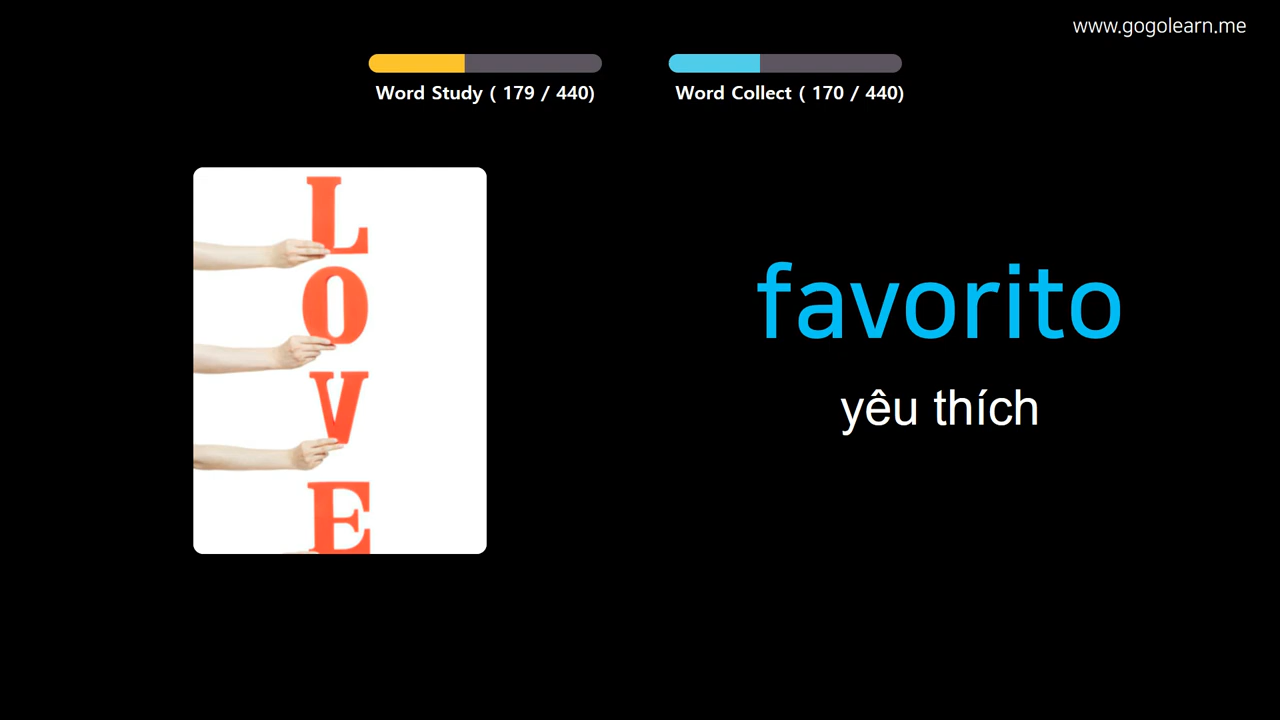 www.gogolearn.me
Word Study ( 179 / 440)
Word Collect ( 170 / 440)
L
O
V
E
favorito
yêu thích